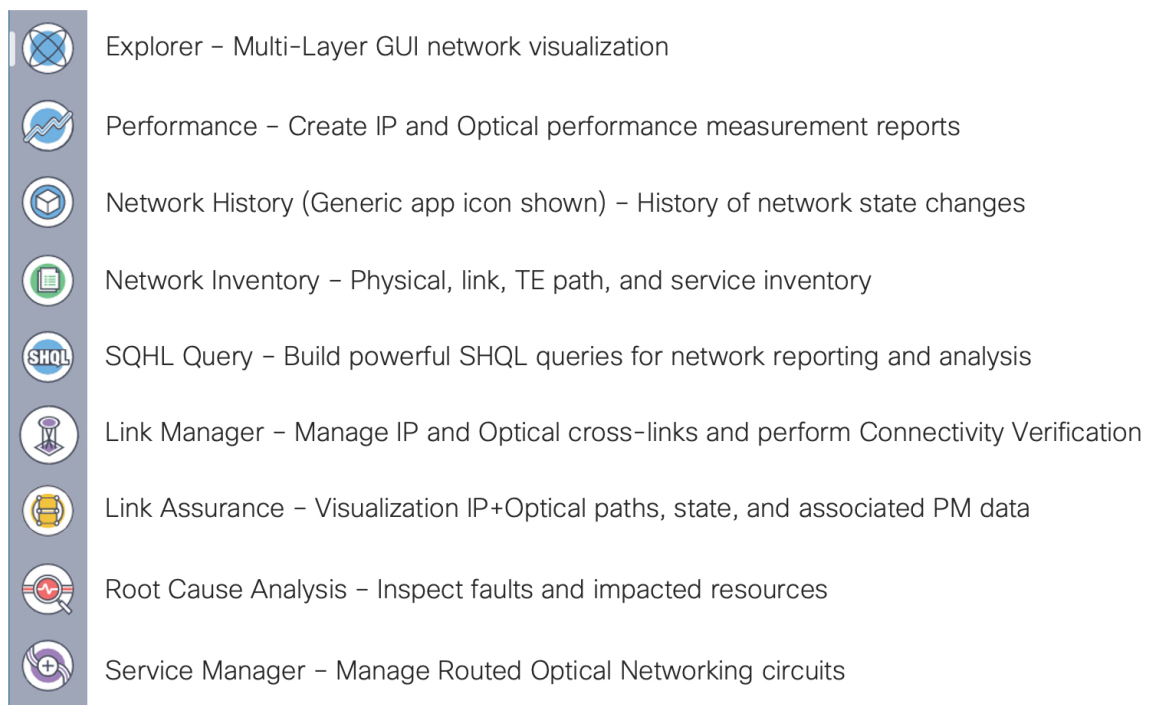 Explorer – Multi-Layer GUI network visualization
Performance – Create IP and Optical performance measurement reports
Network History (Generic app icon shown) – History of network state changes
Network Inventory – Physical, link, TE path, and service inventory
SHQL
SQHL Query – Build powerful SHQL queries for network reporting and analysis
Link Manager – Manage IP and Optical cross-links and perform Connectivity Verification
Link Assurance – Visualization IP+Optical paths, state, and associated PM data
Root Cause Analysis – Inspect faults and impacted resources
Service Manager – Manage Routed Optical Networking circuits